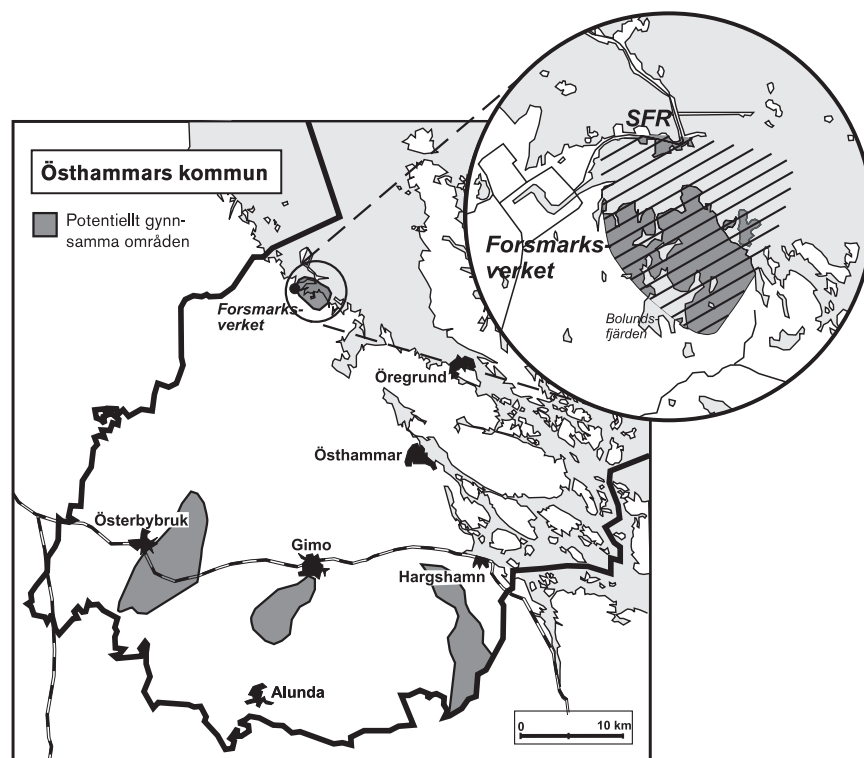 Östhammars kommun
Potentiellt gynn-
samma områden
SFR
Forsmarks-
verket
Bolunds-
fjärden
Forsmarks-
verket
Öregrund
Östhammar
Österbybruk
Gimo
Hargshamn
Alunda
0 10 km